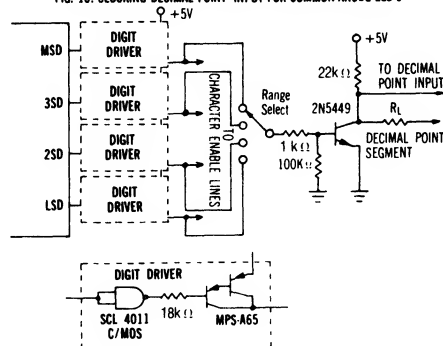 FIG. 10. BLOCKING DECIMAL POINT INPUT FOR COMMON ANODE LED'S
+5V
MSD
DIGIT
DRIVER
3SD
DIGIT
DRIVER
2SD
DIGIT
DRIVER
LSD
DIGIT
DRIVER
CHARACTER ENABLE LINES
TO
Range
Select
1 kΩ
100KΩ
+5V
22kΩ
2N5449
TO DECIMAL
POINT INPUT
RL
DECIMAL POINT
SEGMENT
DIGIT DRIVER
SCL 4011
C/MOS
18kΩ
MPS-A65